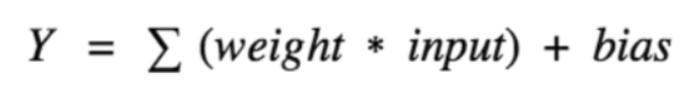 Y = ∑ (weight * input) + bias